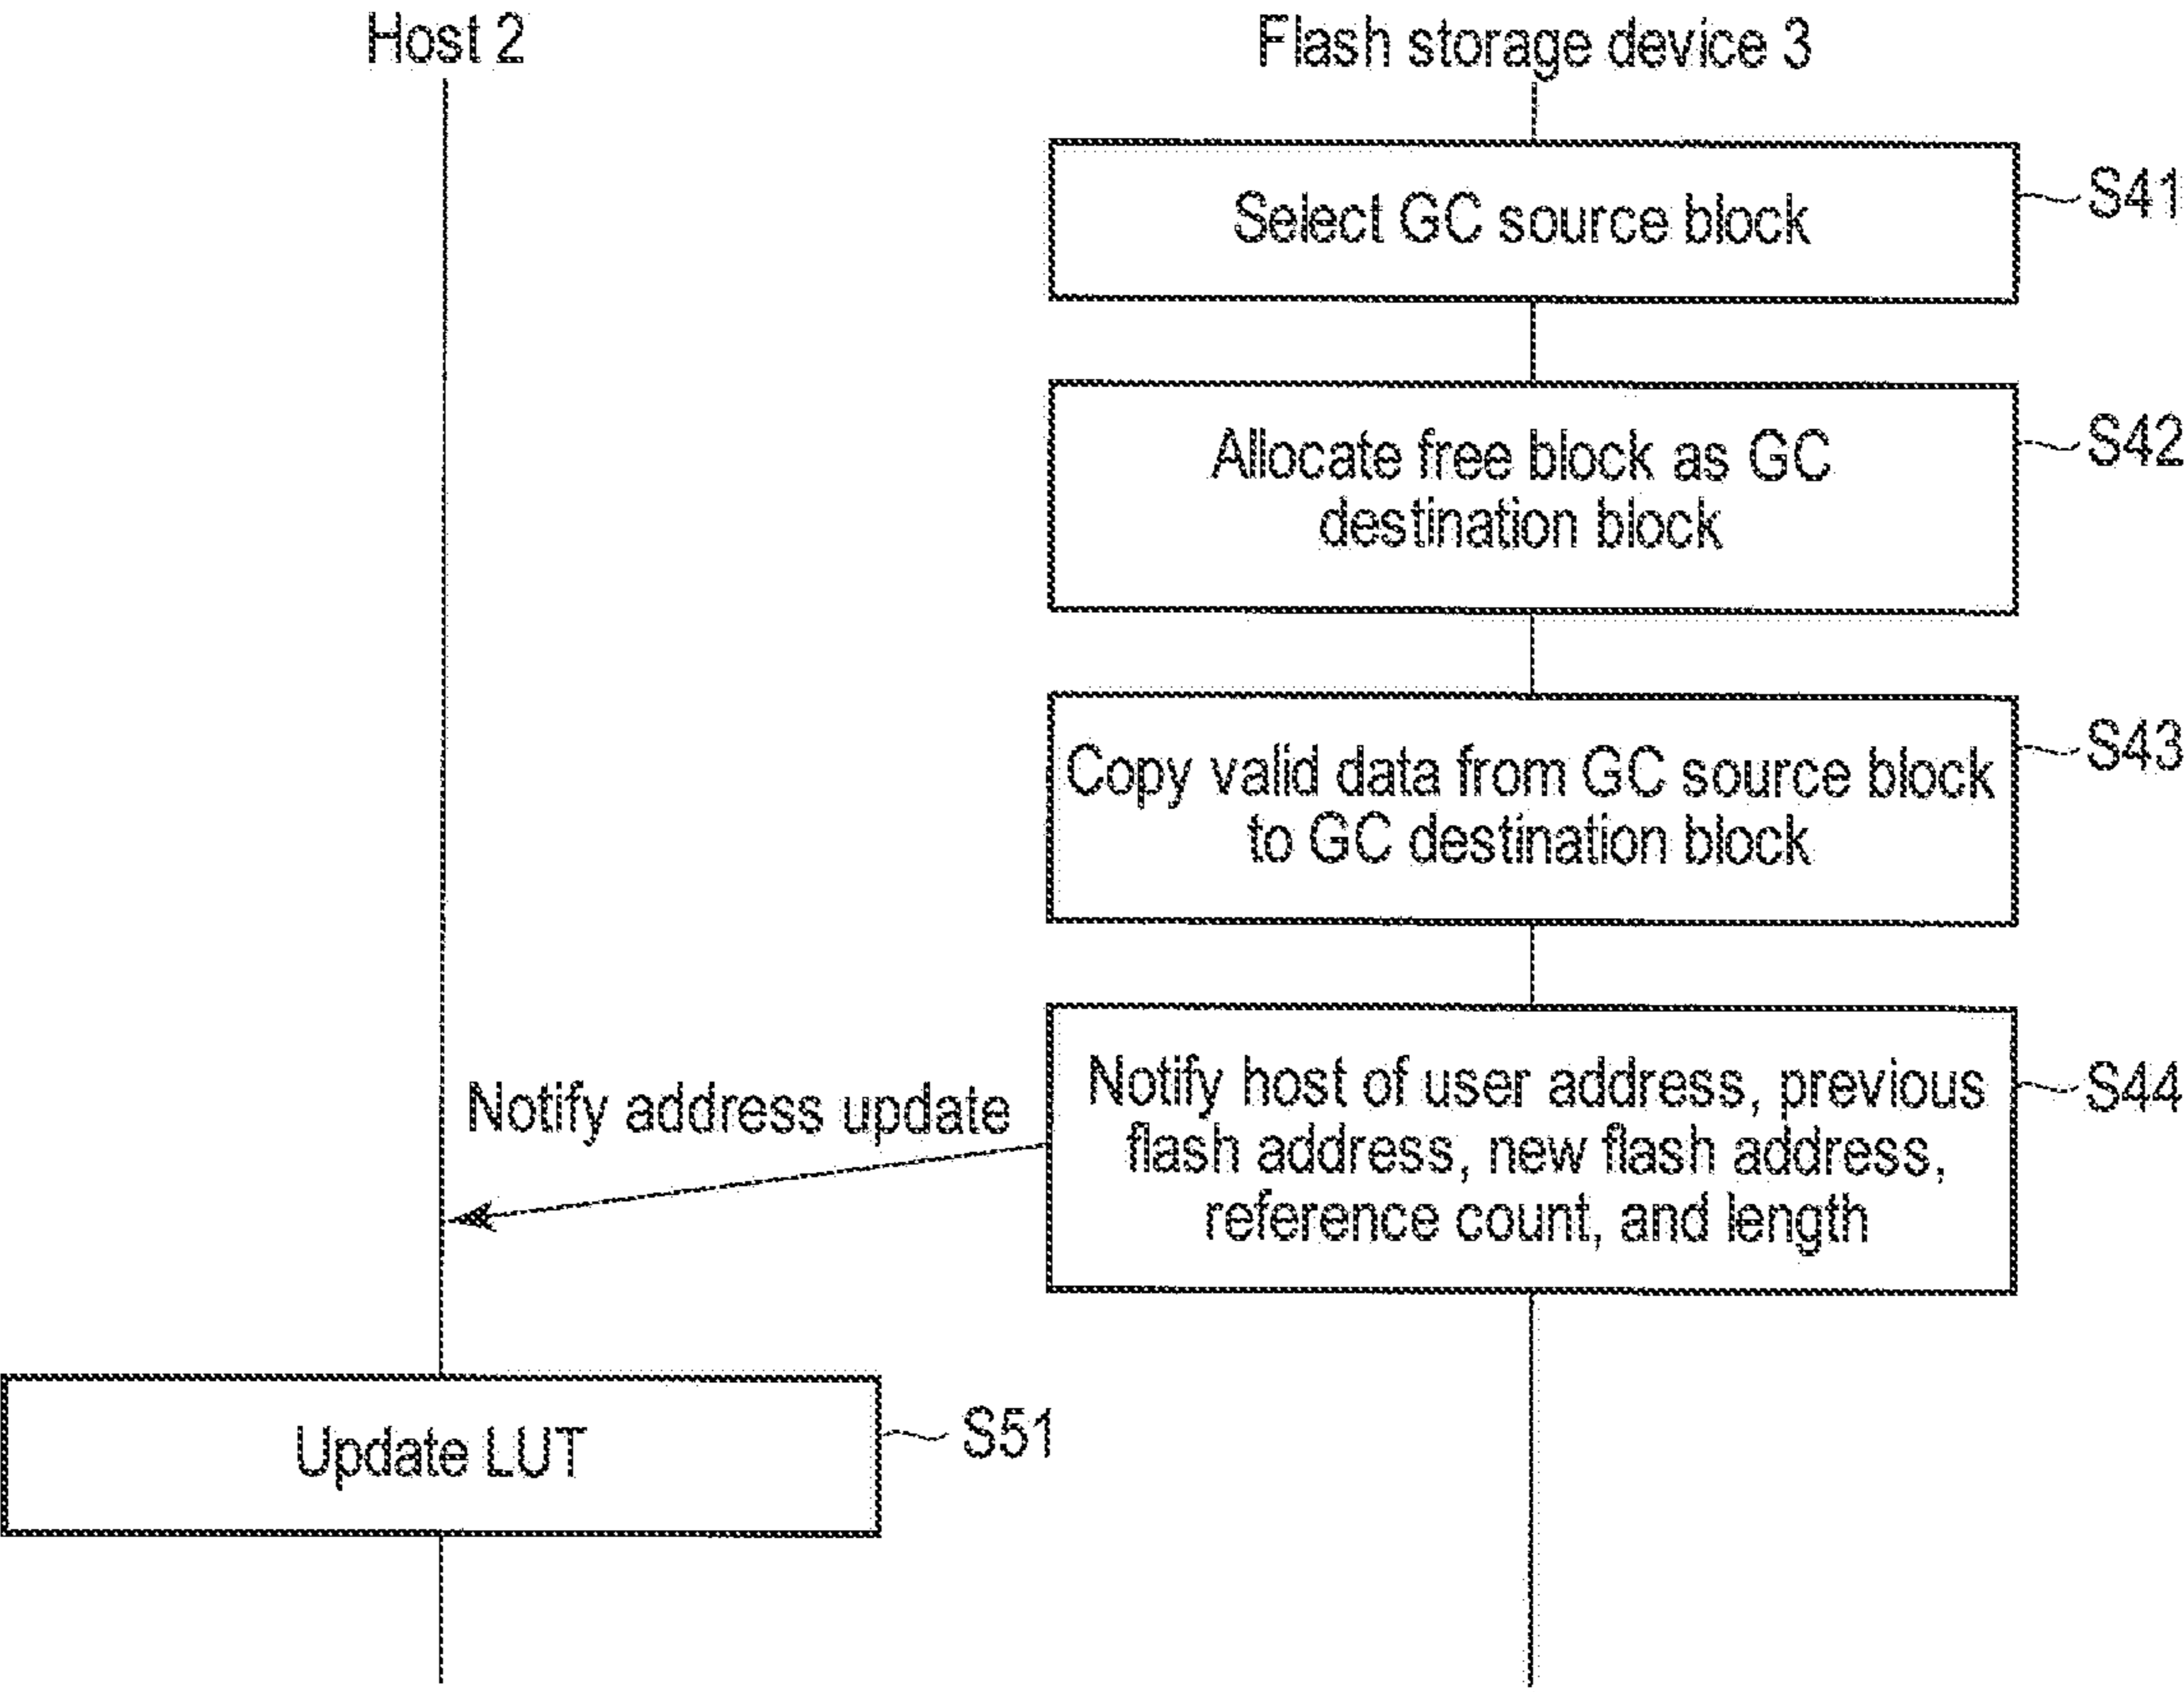 Host 2
Flash storage device 3
Select GC source block
S41
Allocate free block as GC
destination block
S42
Copy valid data from GC source block
to GC destination block
S43
Notify host of user address, previous
flash address, new flash address,
reference count, and length
S44
Notify address update
Update LUT
S51